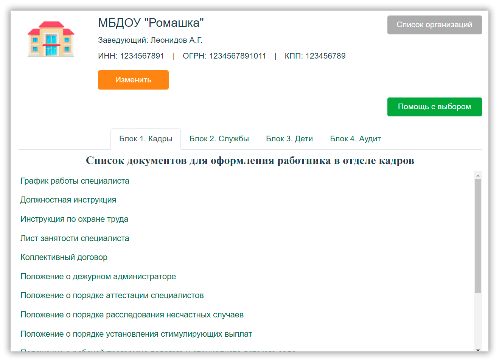 МБДОУ "Ромашка"
Список организаций
Заведующий: Леонидов А.Г.
ИНН: 1234567891 | ОГРН: 1234567891011 | КПП: 123456789
Изменить
Помощь с выбором
Блок 1. Кадры Блок 2. Службы Блок 3. Дети Блок 4. Аудит
Список документов для оформления работника в отделе кадров
График работы специалиста
Должностная инструкция
Инструкция по охране труда
Лист занятости специалиста
Коллективный договор
Положение о дежурном администраторе
Положение о порядке аттестации специалистов
Положение о порядке расследования несчастных случаев
Положение о порядке установления стимулирующих выплат